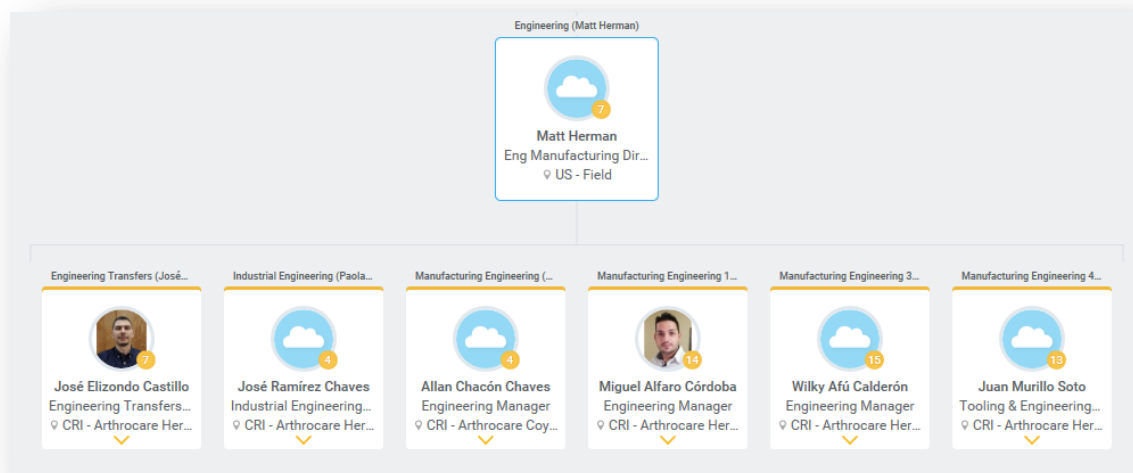 Engineering (Matt Herman)
7
Matt Herman
Eng Manufacturing Dir...
US - Field
Engineering Transfers (José...
7
José Elizondo Castillo
Engineering Transfers...
CRI - Arthrocare Her...
Industrial Engineering (Paola...
4
José Ramírez Chaves
Industrial Engineering...
CRI - Arthrocare Her...
Manufacturing Engineering (...
4
Allan Chacón Chaves
Engineering Manager
CRI - Arthrocare Coy...
Manufacturing Engineering 1...
14
Miguel Alfaro Córdoba
Engineering Manager
CRI - Arthrocare Her...
Manufacturing Engineering 3...
15
Wilky Afú Calderón
Engineering Manager
CRI - Arthrocare Her...
Manufacturing Engineering 4...
13
Juan Murillo Soto
Tooling & Engineering...
CRI - Arthrocare Her...